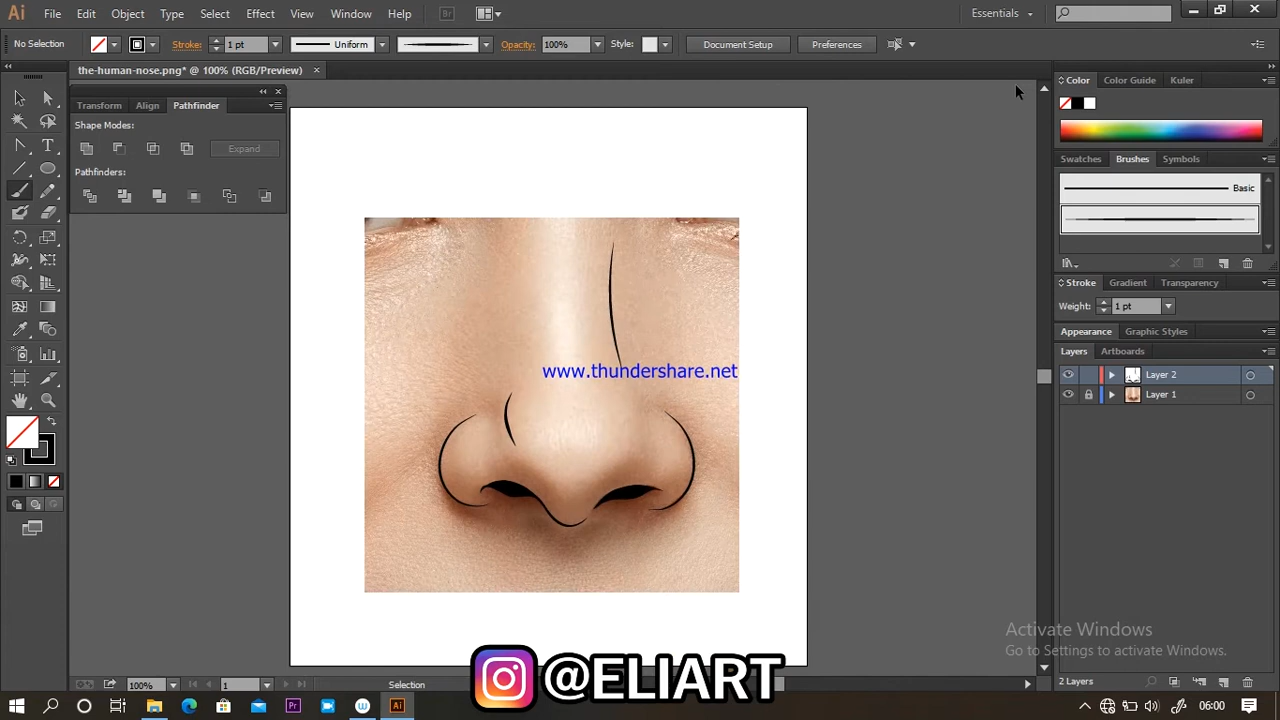 Ai File Edit Object Type Select Effect View Window Help Br Essentials
No Selection Stroke: 1 pt Uniform Opacity: 100% Style: Document Setup Preferences
the-human-nose.png* @ 100% (RGB/Preview)
Transform Align Pathfinder
Shape Modes:
Expand
Pathfinders:
Color Color Guide Kuler
Swatches Brushes Symbols
Basic
Stroke Gradient Transparency
Weight: 1 pt
Appearance Graphic Styles
Layers Artboards
Layer 2
Layer 1
www.thundershare.net
Activate Windows
Go to Settings to activate Windows.
@ELIART
100% 1 Selection 2 Layers
Pr Ai 06:00